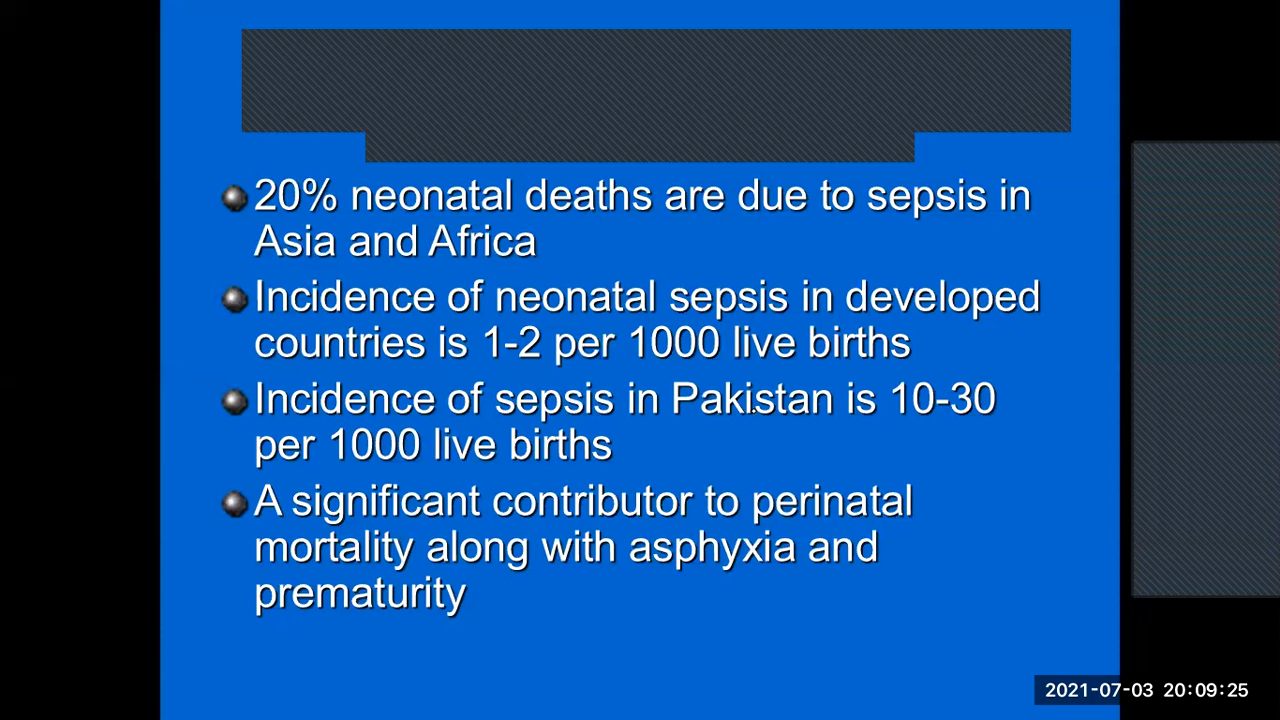 20% neonatal deaths are due to sepsis in
Asia and Africa
Incidence of neonatal sepsis in developed
countries is 1-2 per 1000 live births
Incidence of sepsis in Pakistan is 10-30
per 1000 live births
A significant contributor to perinatal
mortality along with asphyxia and
prematurity
2021-07-03 20:09:25